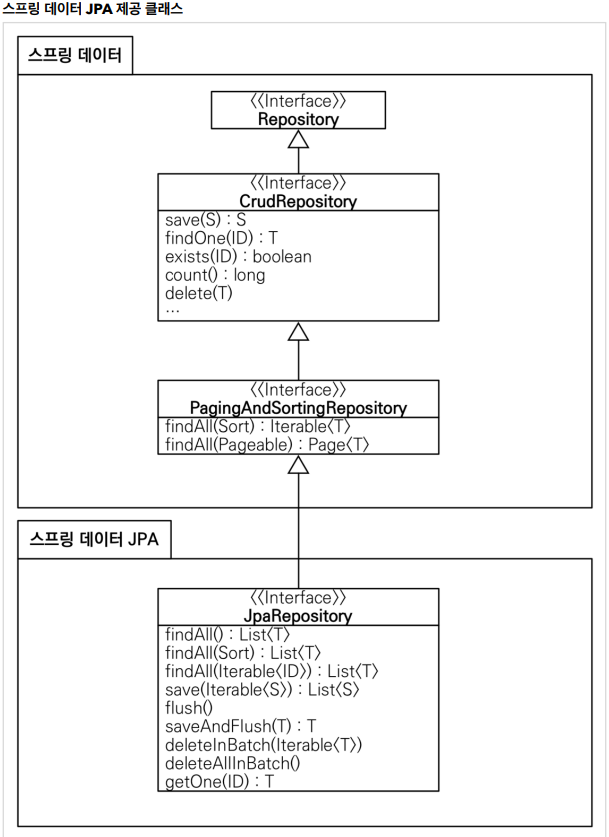 스프링 데이터 JPA 제공 클래스
스프링 데이터
〈〈Interface〉〉
Repository
〈〈Interface〉〉
CrudRepository
save(S) : S
findOne(ID) : T
exists(ID) : boolean
count() : long
delete(T)
…
〈〈Interface〉〉
PagingAndSortingRepository
findAll(Sort) : Iterable〈T〉
findAll(Pageable) : Page〈T〉
스프링 데이터 JPA
〈〈Interface〉〉
JpaRepository
findAll() : List〈T〉
findAll(Sort) : List〈T〉
findAll(Iterable〈ID〉) : List〈T〉
save(Iterable〈S〉) : List〈S〉
flush()
saveAndFlush(T) : T
deleteInBatch(Iterable〈T〉)
deleteAllInBatch()
getOne(ID) : T